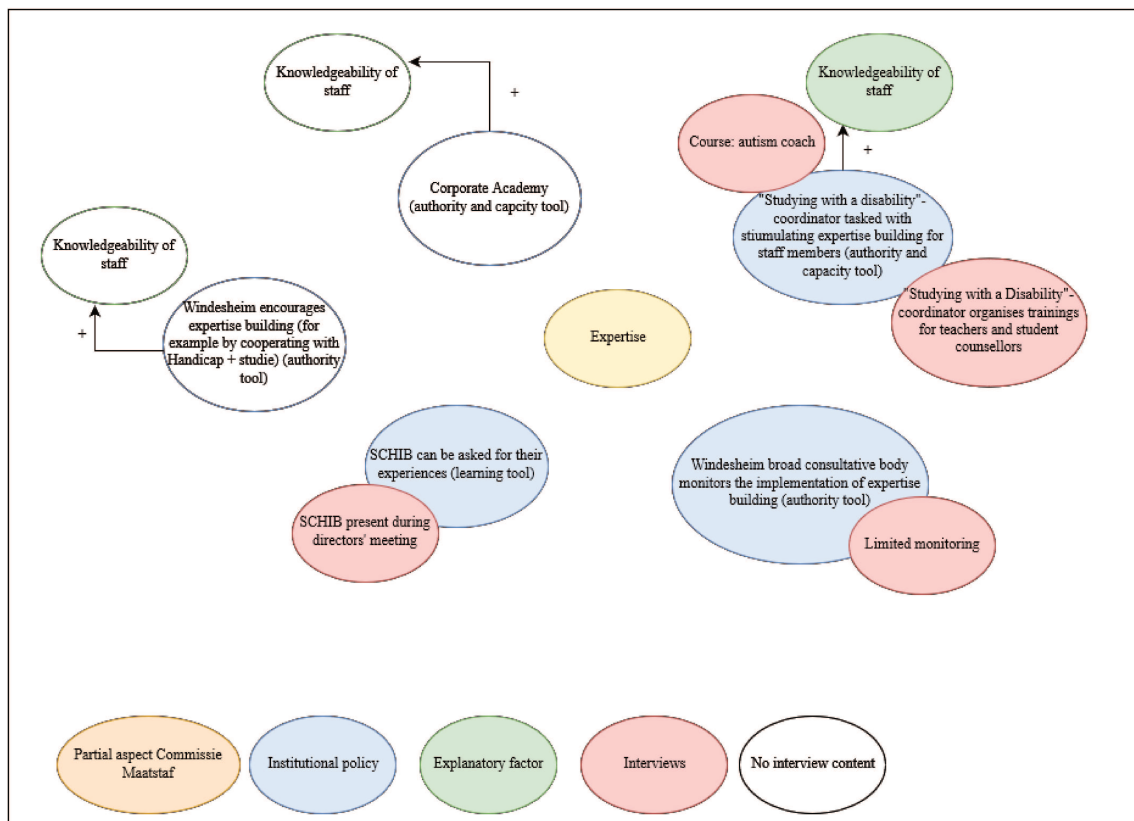 Knowledgeability of
staff
+
Knowledgeability of
staff
Course: autism coach
+
Corporate Academy
(authority and capcity tool)
"Studying with a disability"-
coordinator tasked with
stiumulating expertise building for
staff members (authority and
capacity tool)
Knowledgeability of
staff
"Studying with a Disability"-
coordinator organises trainings
for teachers and student
counsellors
+
Windesheim encourages
expertise building (for
example by cooperating with
Handicap + studie) (authority
tool)
Expertise
SCHIB can be asked for their
experiences (learning tool)
Windesheim broad consultative body
monitors the implementation of expertise
building (authority tool)
SCHIB present during
directors' meeting
Limited monitoring
Partial aspect Commissie
Maatstaf
Institutional policy
Explanatory factor
Interviews
No interview content